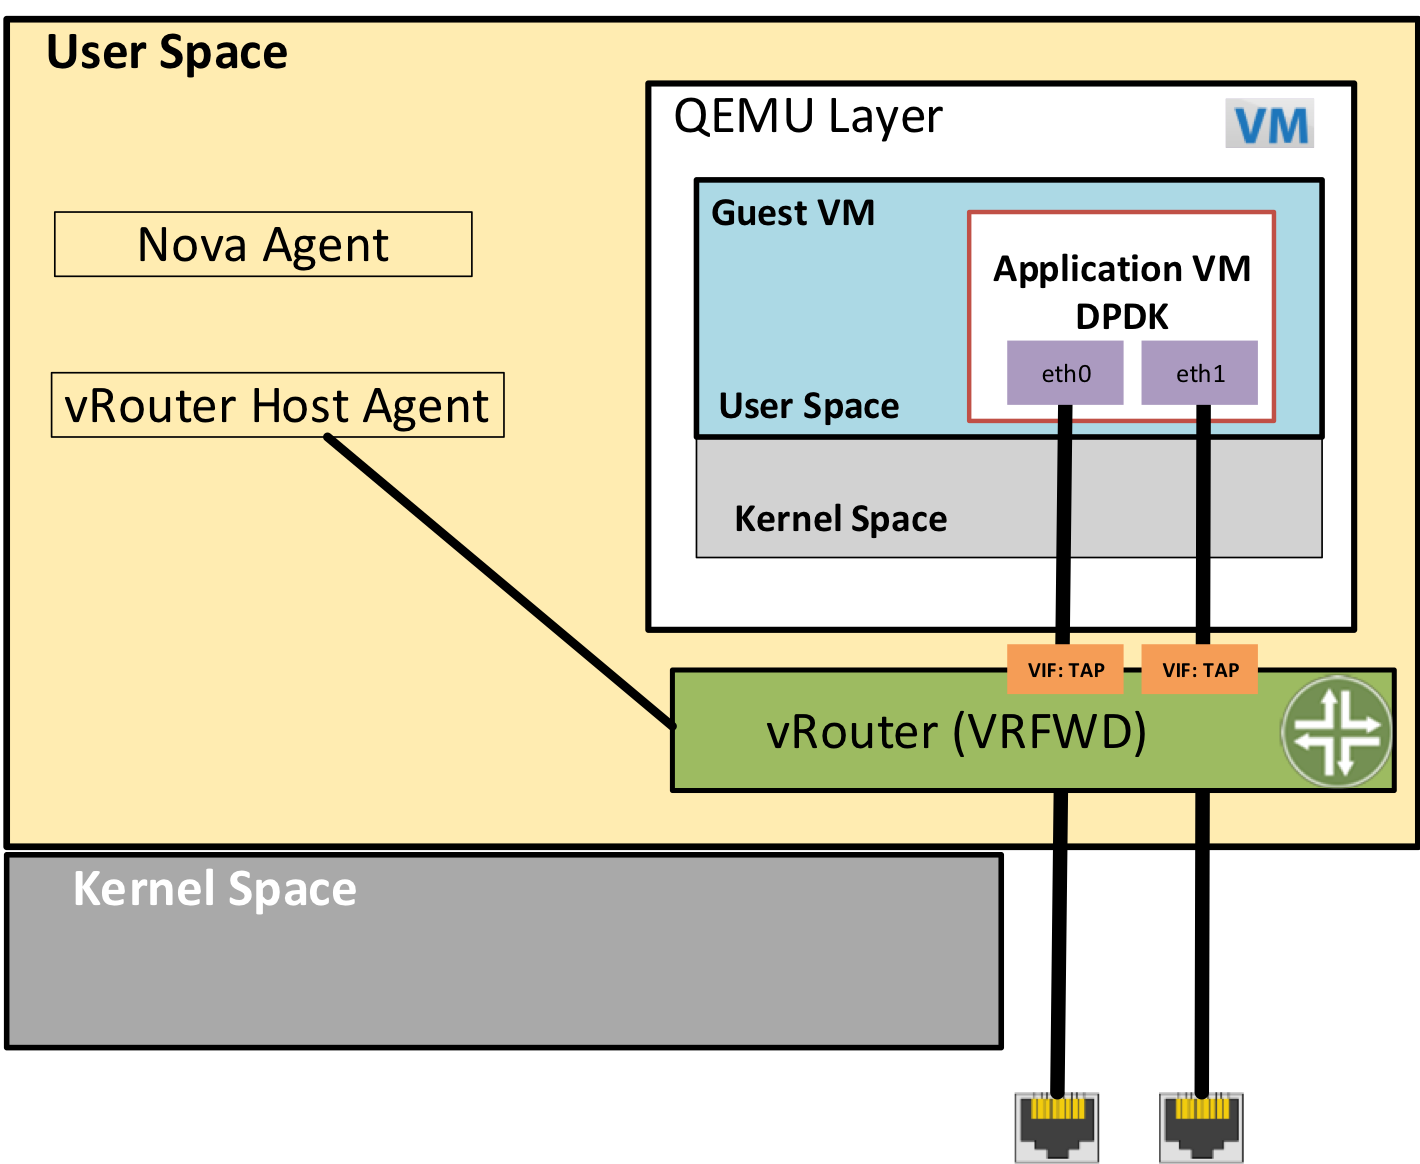 User Space
QEMU Layer
VM
Guest VM
Nova Agent
Application VM
DPDK
eth0
eth1
vRouter Host Agent
User Space
Kernel Space
VIF: TAP
VIF: TAP
vRouter (VRFWD)
Kernel Space